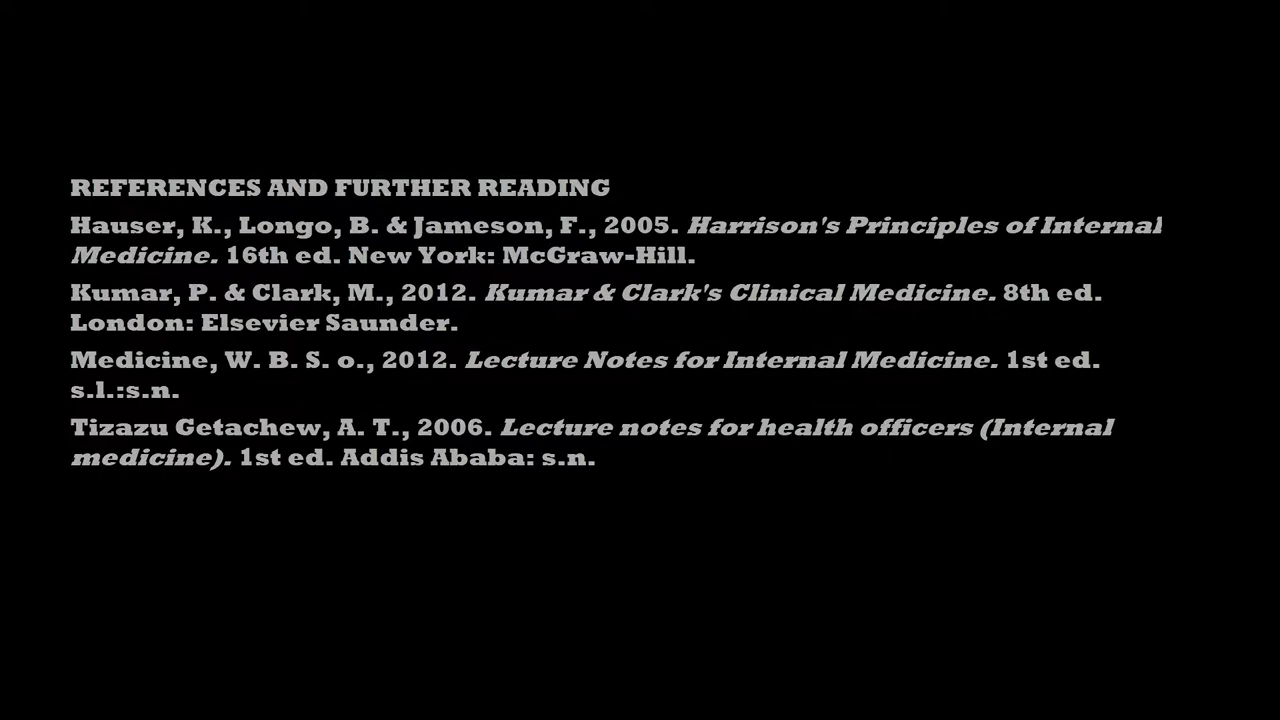 REFERENCES AND FURTHER READING
Hauser, K., Longo, B. & Jameson, F., 2005. Harrison's Principles of Internal
Medicine. 16th ed. New York: McGraw-Hill.
Kumar, P. & Clark, M., 2012. Kumar & Clark's Clinical Medicine. 8th ed.
London: Elsevier Saunder.
Medicine, W. B. S. o., 2012. Lecture Notes for Internal Medicine. 1st ed.
s.l.:s.n.
Tizazu Getachew, A. T., 2006. Lecture notes for health officers (Internal
medicine). 1st ed. Addis Ababa: s.n.